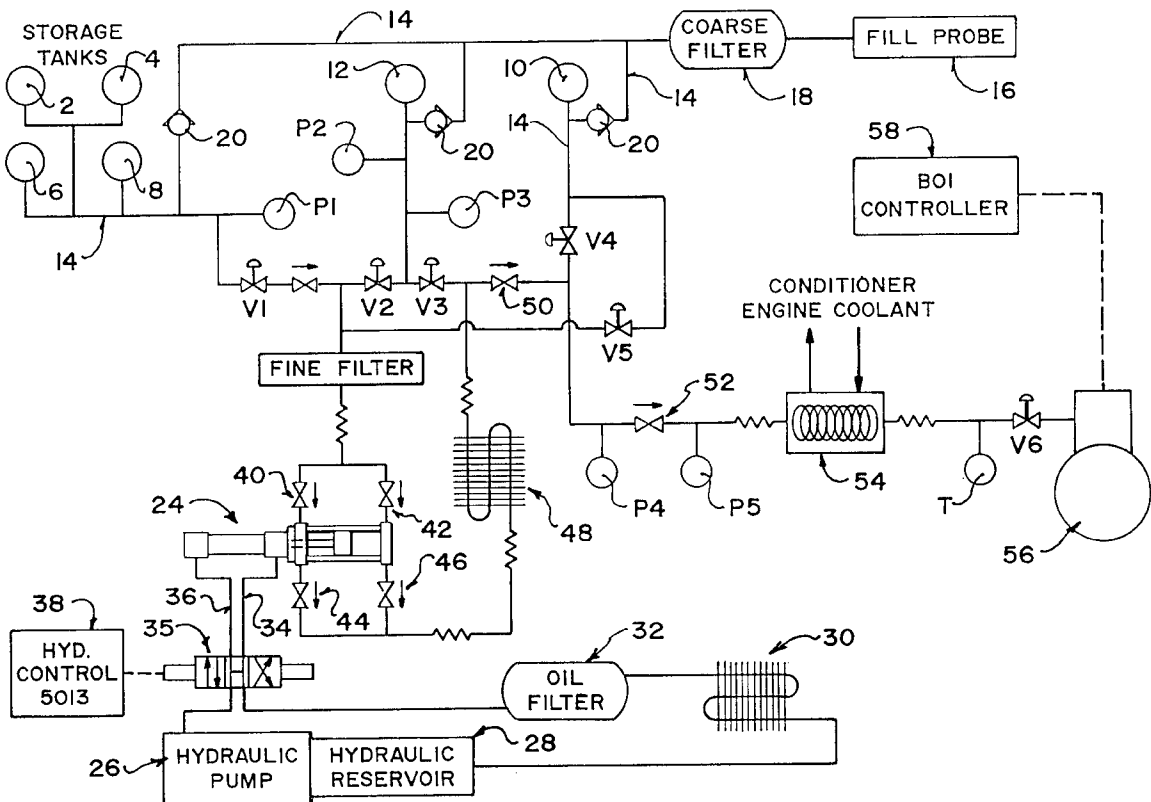 14
STORAGE
TANKS
4
2
12
10
COARSE
FILTER
FILL PROBE
14
18
16
20
P2
20
14
20
58
6
8
P1
P3
BOI
CONTROLLER
14
V4
V1
V2
V3
50
CONDITIONER
ENGINE COOLANT
V5
FINE FILTER
52
V6
40
48
P4
P5
54
T
24
42
56
46
38
36
34
44
35
32
30
HYD.
CONTROL
5013
OIL
FILTER
28
26
HYDRAULIC
PUMP
HYDRAULIC
RESERVOIR